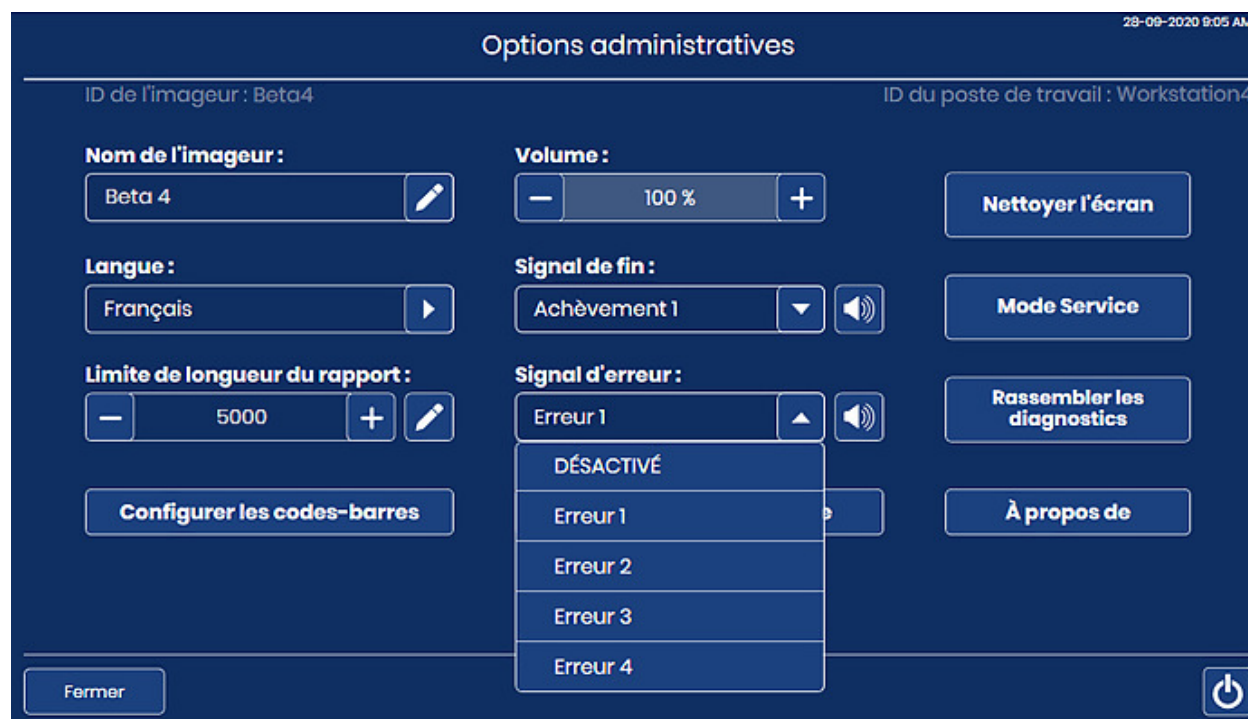 28-09-2020 9:05 AM
Options administratives
ID de l'imageur : Beta4
ID du poste de travail : Workstation4
Nom de l'imageur :
Beta 4
Volume :
100 %
Nettoyer l'écran
Langue :
Français
Signal de fin :
Achèvement 1
Mode Service
Limite de longueur du rapport :
5000
Signal d'erreur :
Erreur 1
Rassembler les
diagnostics
DÉSACTIVÉ
Erreur 1
Erreur 2
Erreur 3
Erreur 4
Configurer les codes-barres
À propos de
Fermer